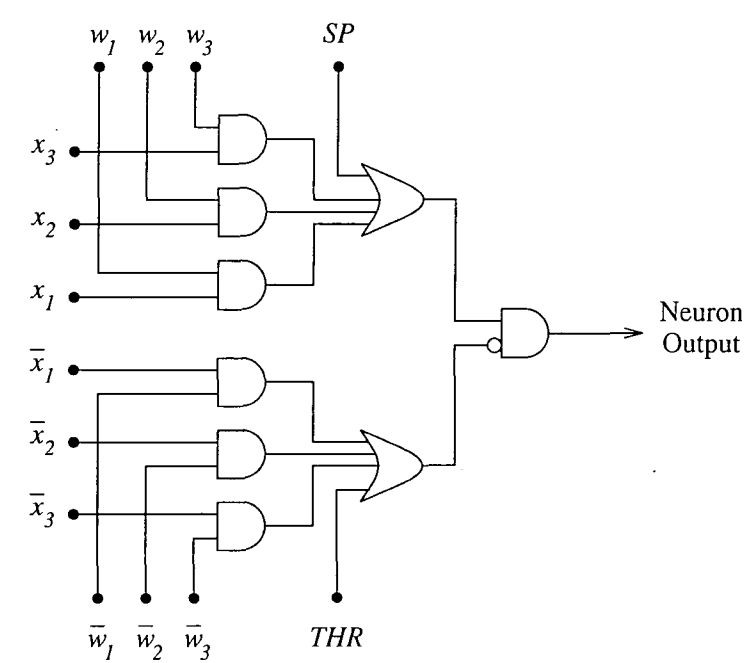 w1 w2 w3 SP
x3
x2
x1
Neuron
Output
x̄1
x̄2
x̄3
w̄1 w̄2 w̄3 THR